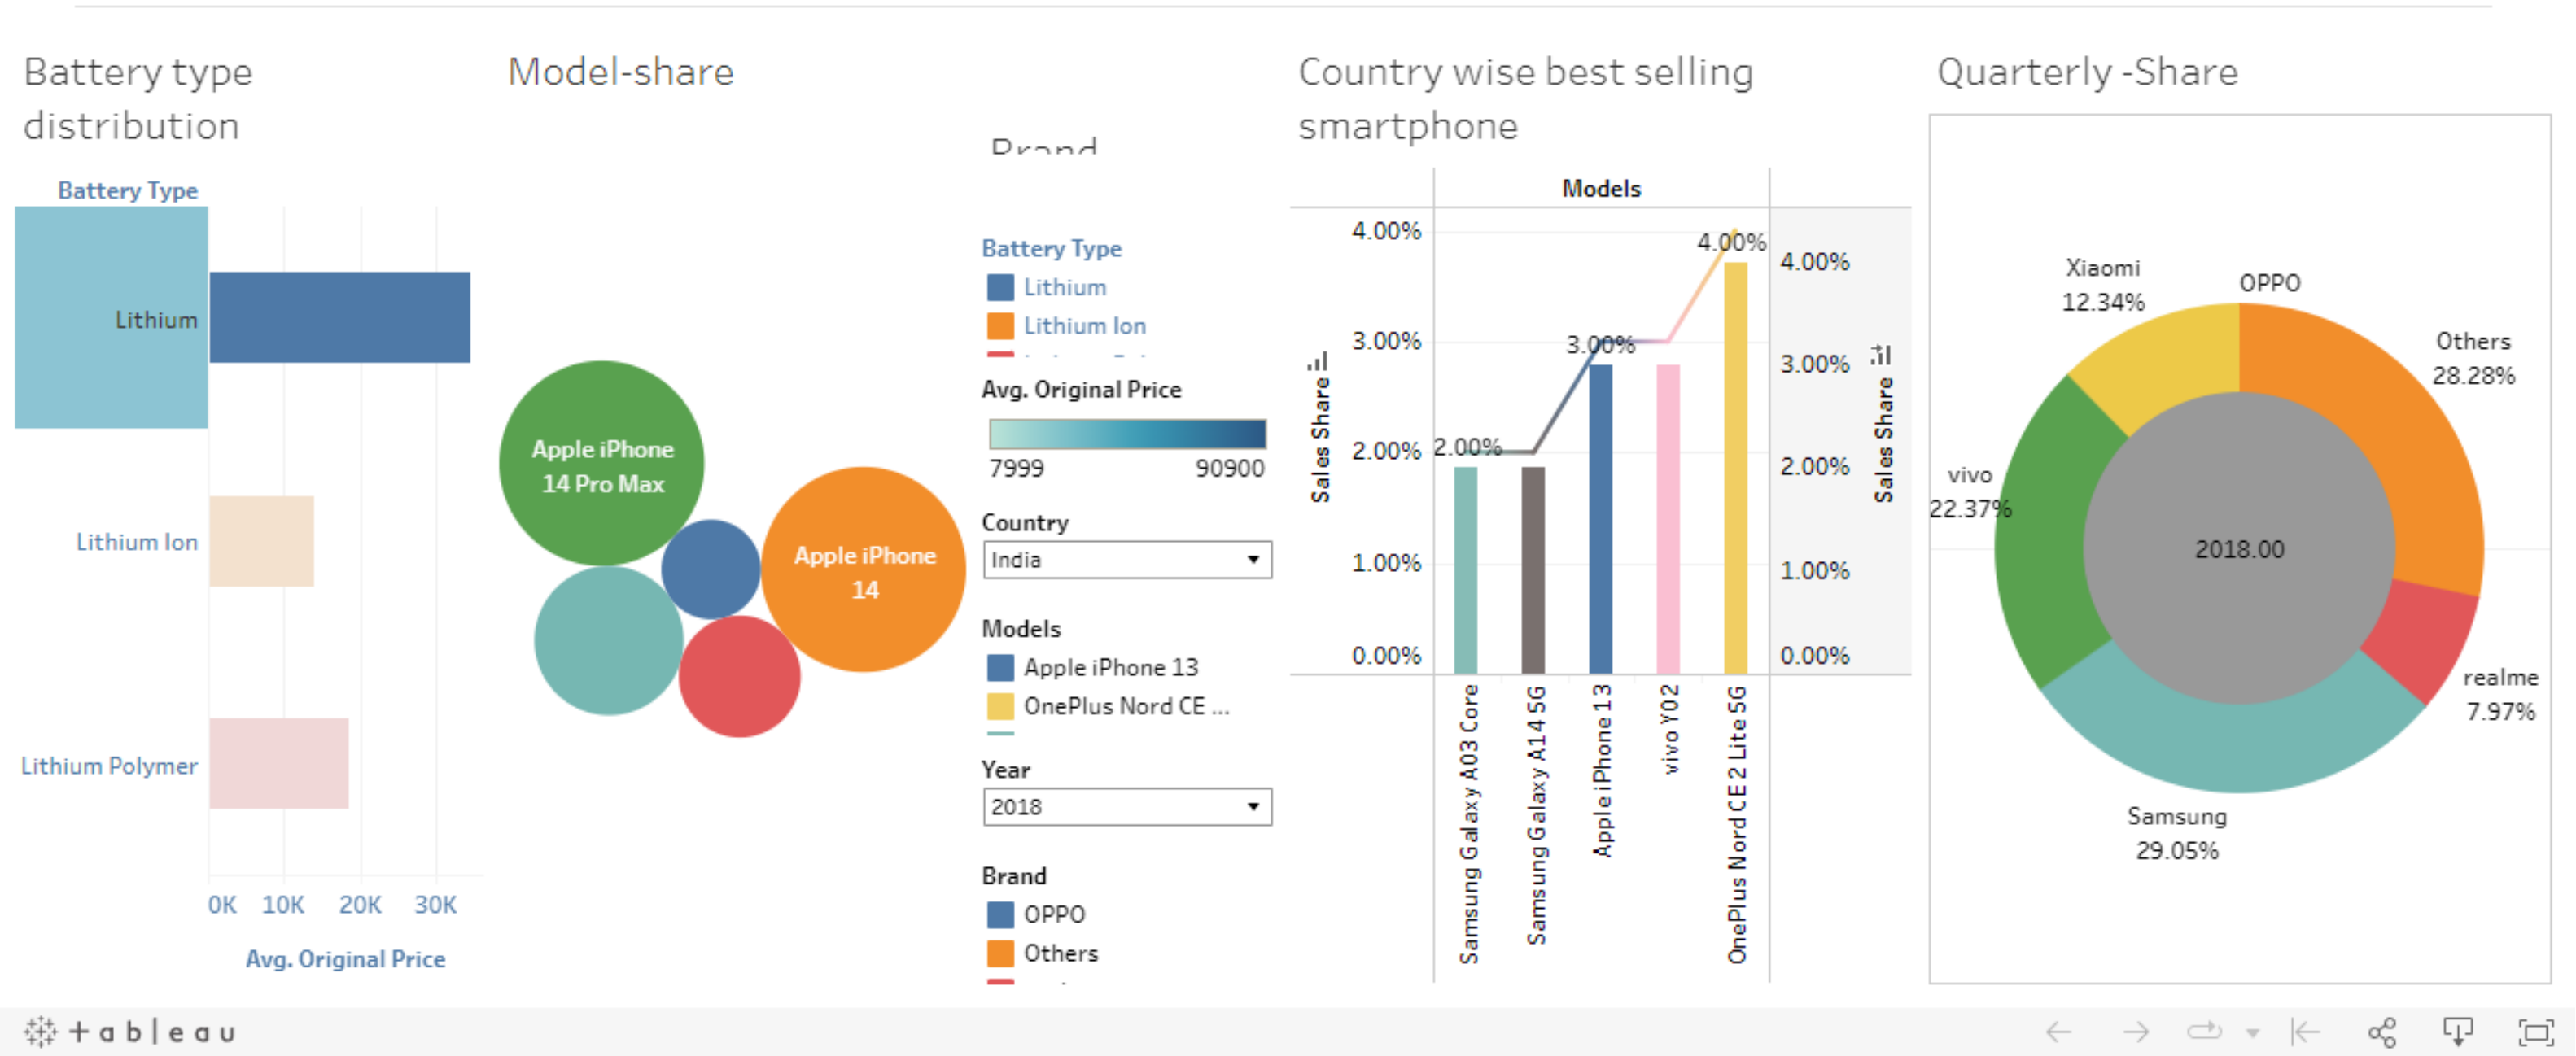 Battery type
distribution
Battery Type
Lithium
Lithium Ion
Lithium Polymer
0K 10K 20K 30K
Avg. Original Price
Model-share
Apple iPhone
14 Pro Max
Apple iPhone
14
Brand
Battery Type
Lithium
Lithium Ion
Avg. Original Price
7999 90900
Country
India
Models
Apple iPhone 13
OnePlus Nord CE ...
Year
2018
Brand
OPPO
Others
Country wise best selling
smartphone
Models
Sales Share
4.00%
3.00%
2.00%
1.00%
0.00%
2.00%
3.00%
4.00%
4.00%
3.00%
2.00%
1.00%
0.00%
Sales Share
Samsung Galaxy A03 Core
Samsung Galaxy A14 5G
Apple iPhone 13
vivo Y02
OnePlus Nord CE 2 Lite 5G
Quarterly -Share
OPPO
Xiaomi
12.34%
Others
28.28%
vivo
22.37%
2018.00
realme
7.97%
Samsung
29.05%
+ a b l e a u